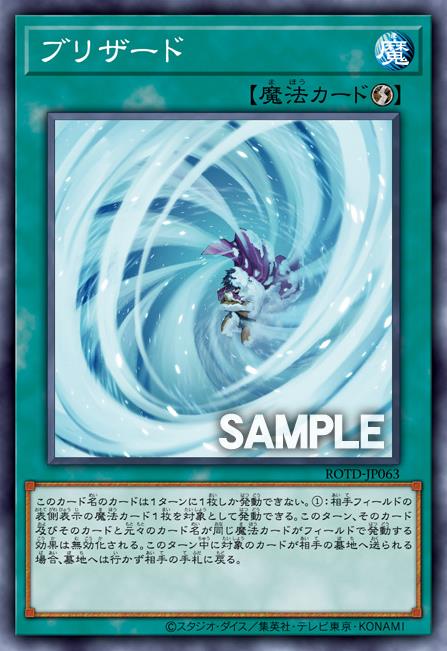 ブリザード
魔
【魔法カード】
SAMPLE
ROTD-JP063
このカード名のカードは１ターンに１枚しか発動できない。①：相手フィールドの
表側表示の魔法カード１枚を対象として発動できる。このターン、そのカード
及びそのカードと元々のカード名が同じ魔法カードがフィールドで発動する
効果は無効化される。このターン中に対象のカードが相手の墓地へ送られる
場合、墓地へは行かず相手の手札に戻る。
©スタジオ・ダイス／集英社・テレビ東京・KONAMI